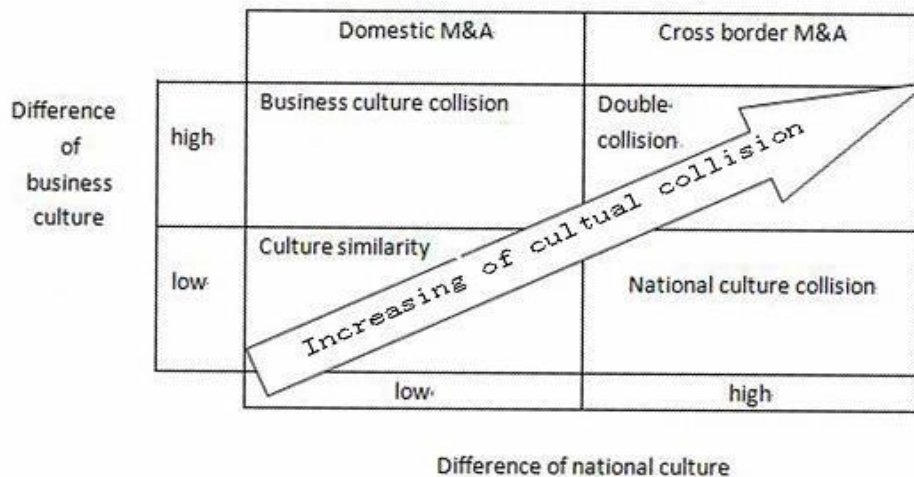 Domestic M&A
Cross border M&A
Difference
of
business
culture
high
Business culture collision
Double
collision
low
Culture similarity
National culture collision
Increasing of cultual collision
low
high
Difference of national culture